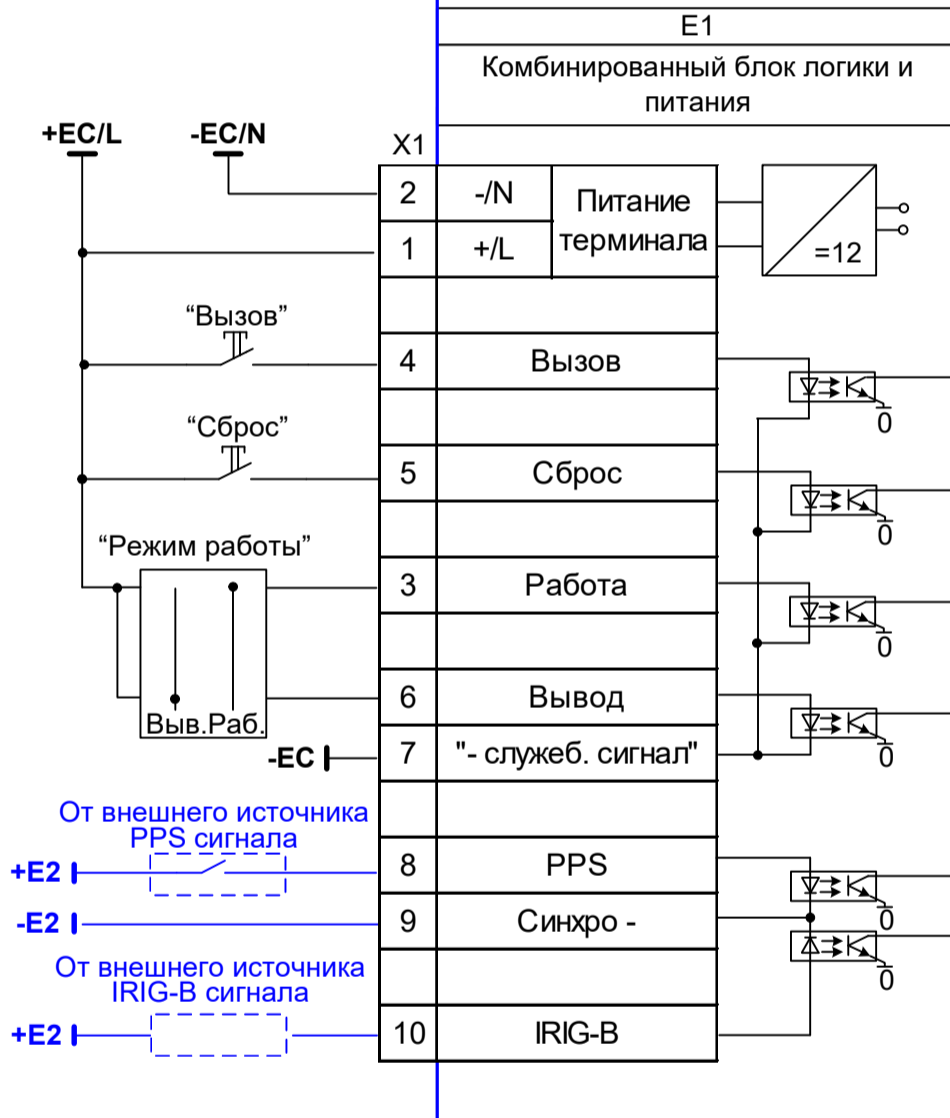 E1
Комбинированный блок логики и
питания
+EC/L
-EC/N
X1
2
-/N
Питание
терминала
1
+/L
=12
“Вызов”
4
Вызов
0
“Сброс”
5
Сброс
0
“Режим работы”
3
Работа
0
6
Вывод
Выв.Раб.
0
-EC
7
"- служеб. сигнал"
От внешнего источника
PPS сигнала
+E2
8
PPS
0
-E2
9
Синхро -
0
От внешнего источника
IRIG-B сигнала
+E2
10
IRIG-B